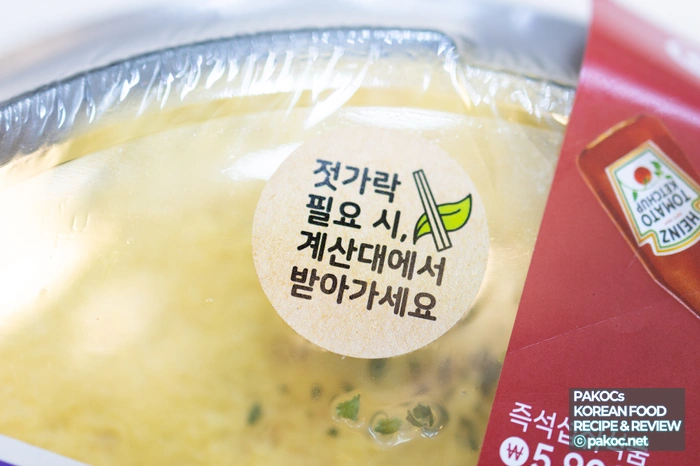 젓가락
필요 시,
계산대에서
받아가세요
HEINZ
TOMATO
KETCHUP
PAKOCs
KOREAN FOOD
RECIPE & REVIEW
ⓒpakoc.net